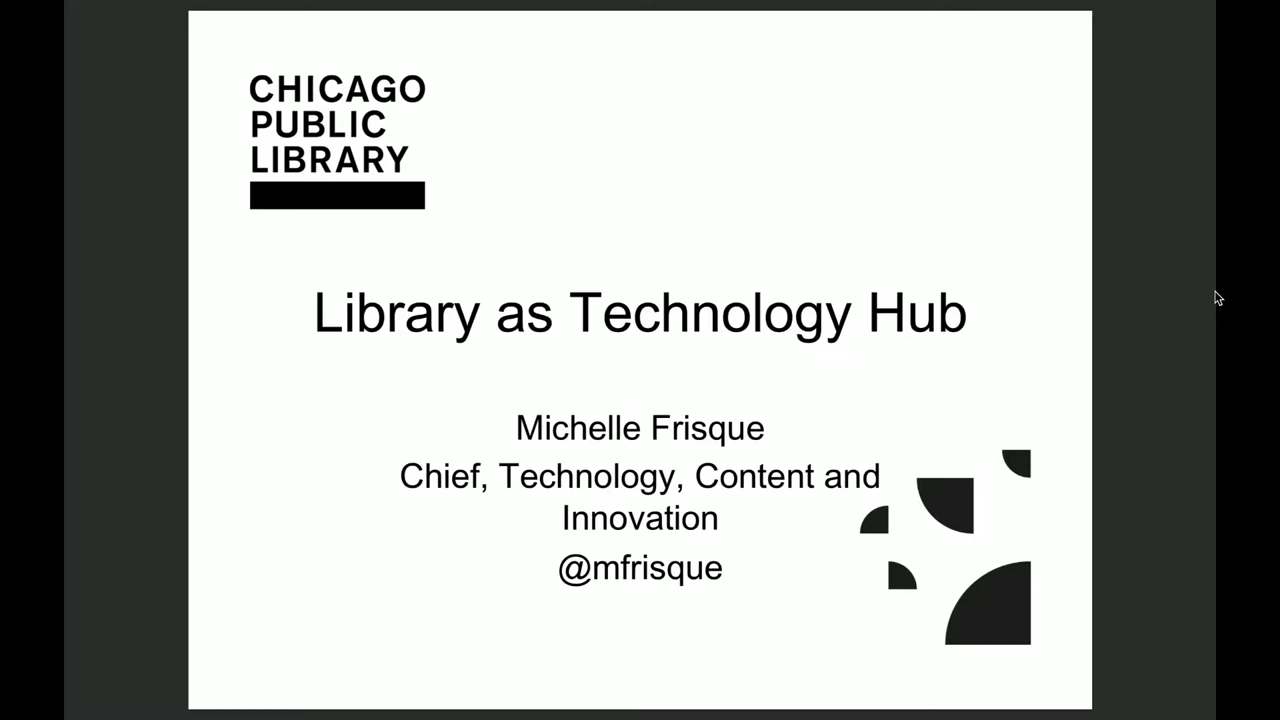 CHICAGO
PUBLIC
LIBRARY
Library as Technology Hub
Michelle Frisque
Chief, Technology, Content and
Innovation
@mfrisque